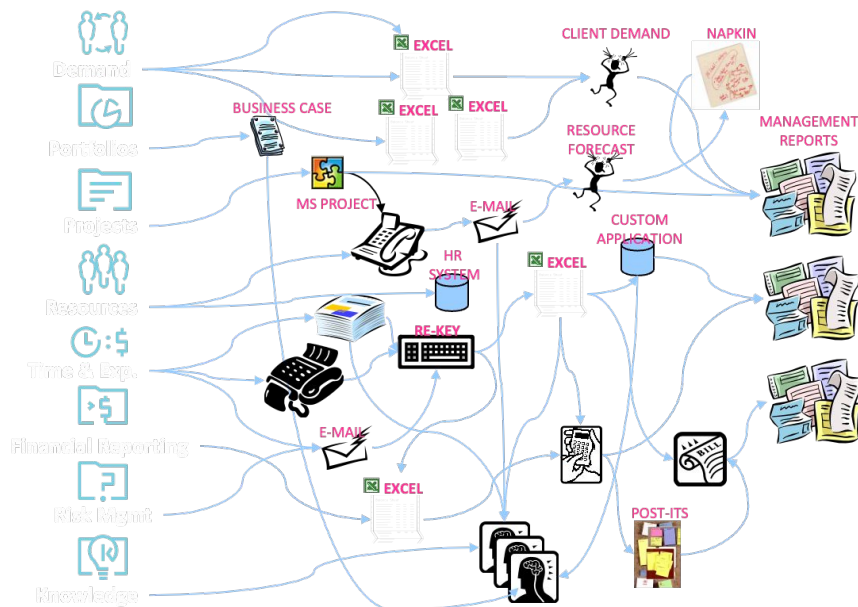 Demand
EXCEL
CLIENT DEMAND
NAPKIN
BUSINESS CASE
EXCEL
EXCEL
Portfolios
RESOURCE
FORECAST
MANAGEMENT
REPORTS
Projects
MS PROJECT
E-MAIL
CUSTOM
APPLICATION
HR
SYSTEM
EXCEL
Resources
RE-KEY
Time & Exp.
Financial Reporting
E-MAIL
BILL
EXCEL
Risk Mgmt
POST-ITS
Knowledge